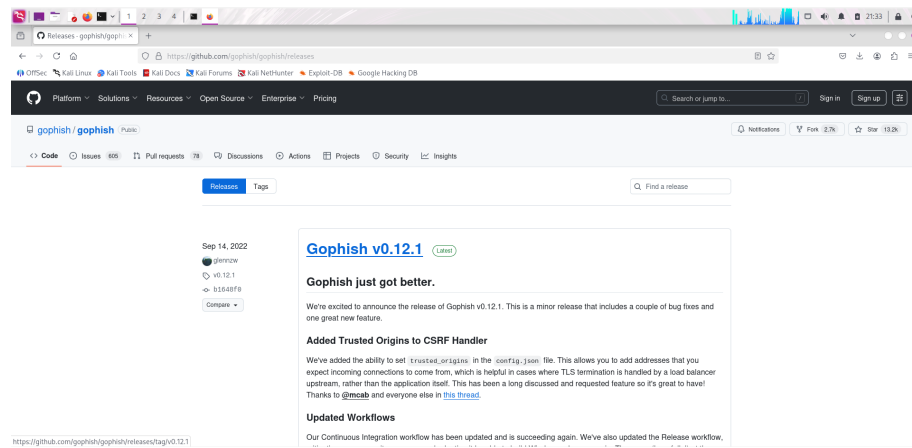 1 2 3 4
21:33
Releases - gophish/gophi
https://github.com/gophish/gophish/releases
OffSec Kali Linux Kali Tools Kali Docs Kali Forums Kali NetHunter Exploit-DB Google Hacking DB
Platform Solutions Resources Open Source Enterprise Pricing Search or jump to... Sign in Sign up
gophish / gophish Public Notifications Fork 2.7k Star 13.2k
Code Issues 605 Pull requests 78 Discussions Actions Projects Security Insights
Releases Tags Find a release
Sep 14, 2022
glennzw
v0.12.1
b1648f0
Compare
Gophish v0.12.1 Latest
Gophish just got better.
We're excited to announce the release of Gophish v0.12.1. This is a minor release that includes a couple of bug fixes and
one great new feature.
Added Trusted Origins to CSRF Handler
We've added the ability to set trusted_origins in the config.json file. This allows you to add addresses that you
expect incoming connections to come from, which is helpful in cases where TLS termination is handled by a load balancer
upstream, rather than the application itself. This has been a long discussed and requested feature so it's great to have!
Thanks to @mcab and everyone else in this thread.
Updated Workflows
Our Continuous Integration workflow has been updated and is succeeding again. We've also updated the Release workflow,
https://github.com/gophish/gophish/releases/tag/v0.12.1